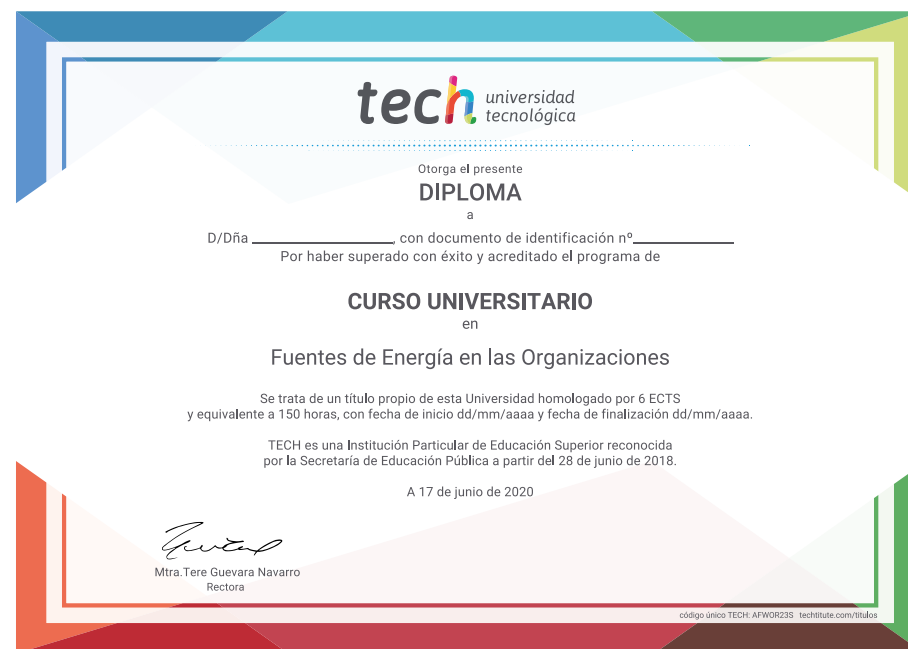 tech universidad
tecnológica
Otorga el presente
DIPLOMA
a
D/Dña ____________________, con documento de identificación nº______________
Por haber superado con éxito y acreditado el programa de
CURSO UNIVERSITARIO
en
Fuentes de Energía en las Organizaciones
Se trata de un título propio de esta Universidad homologado por 6 ECTS
y equivalente a 150 horas, con fecha de inicio dd/mm/aaaa y fecha de finalización dd/mm/aaaa.
TECH es una Institución Particular de Educación Superior reconocida
por la Secretaría de Educación Pública a partir del 28 de junio de 2018.
A 17 de junio de 2020
Mtra.Tere Guevara Navarro
Rectora
código único TECH: AFWOR23S techtitute.com/titulos